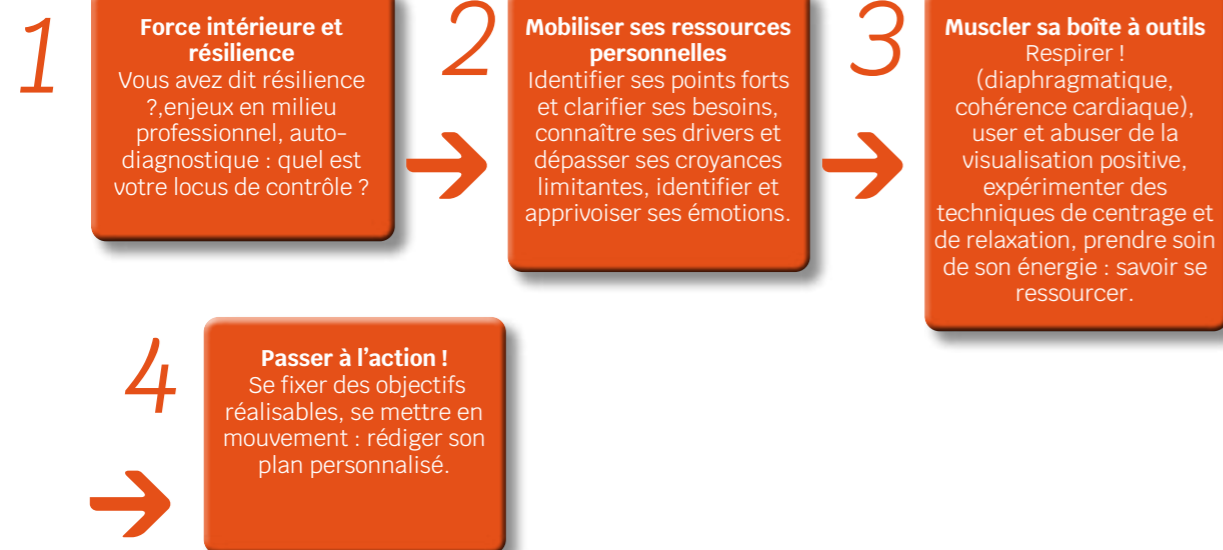 1
Force intérieure et
résilience
Vous avez dit résilience
?,enjeux en milieu
professionnel, auto-
diagnostique : quel est
votre locus de contrôle ?
2
Mobiliser ses ressources
personnelles
Identifier ses points forts
et clarifier ses besoins,
connaître ses drivers et
dépasser ses croyances
limitantes, identifier et
apprivoiser ses émotions.
3
Muscler sa boîte à outils
Respirer !
(diaphragmatique,
cohérence cardiaque),
user et abuser de la
visualisation positive,
expérimenter des
techniques de centrage et
de relaxation, prendre soin
de son énergie : savoir se
ressourcer.
4
Passer à l’action !
Se fixer des objectifs
réalisables, se mettre en
mouvement : rédiger son
plan personnalisé.